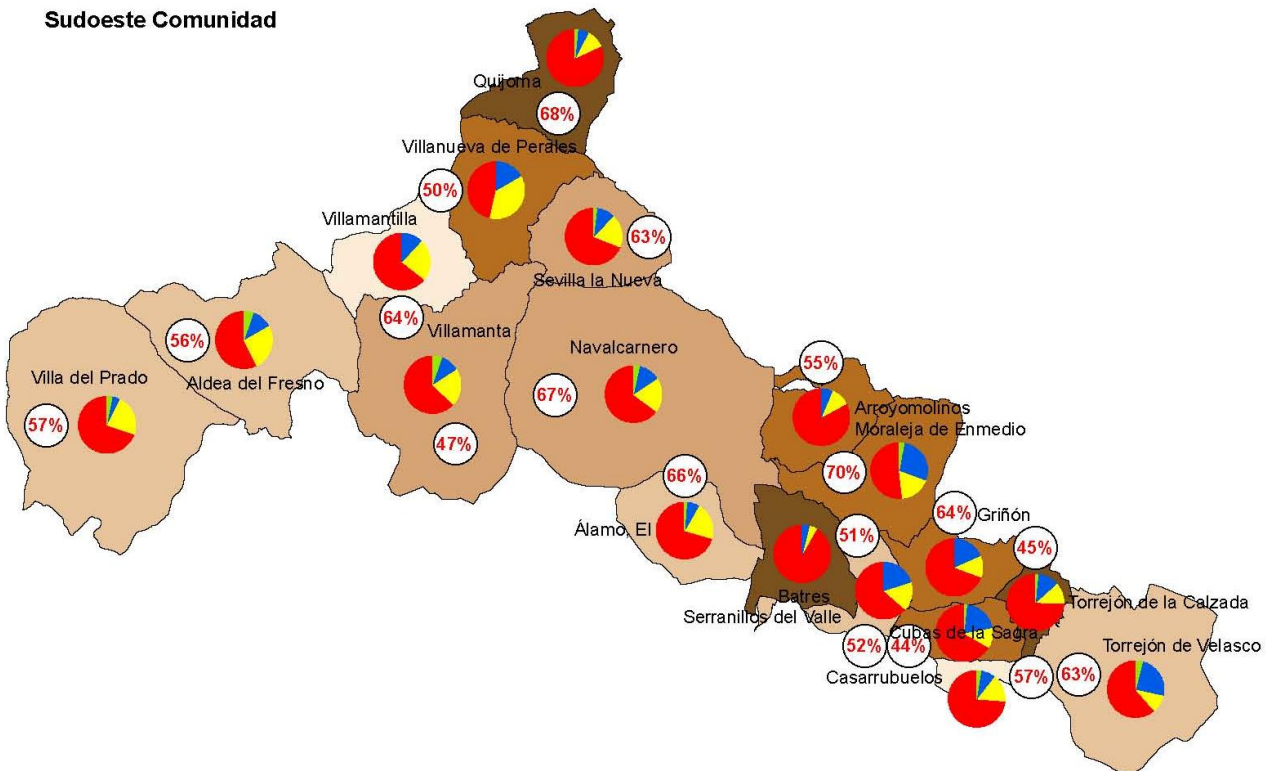 Sudoeste Comunidad
Quijorna
68%
Villanueva de Perales
50%
Villamantilla
63%
Sevilla la Nueva
64%
Villamanta
56%
Aldea del Fresno
Navalcarnero
55%
Villa del Prado
67%
57%
47%
Arroyomolinos
Moraleja de Enmedio
70%
66%
Álamo, El
64%
Griñón
51%
45%
Batres
Serranillos del Valle
Torrejón de la Calzada
Cubas de la Sagra
52%
44%
Torrejón de Velasco
Casarrubuelos
57%
63%